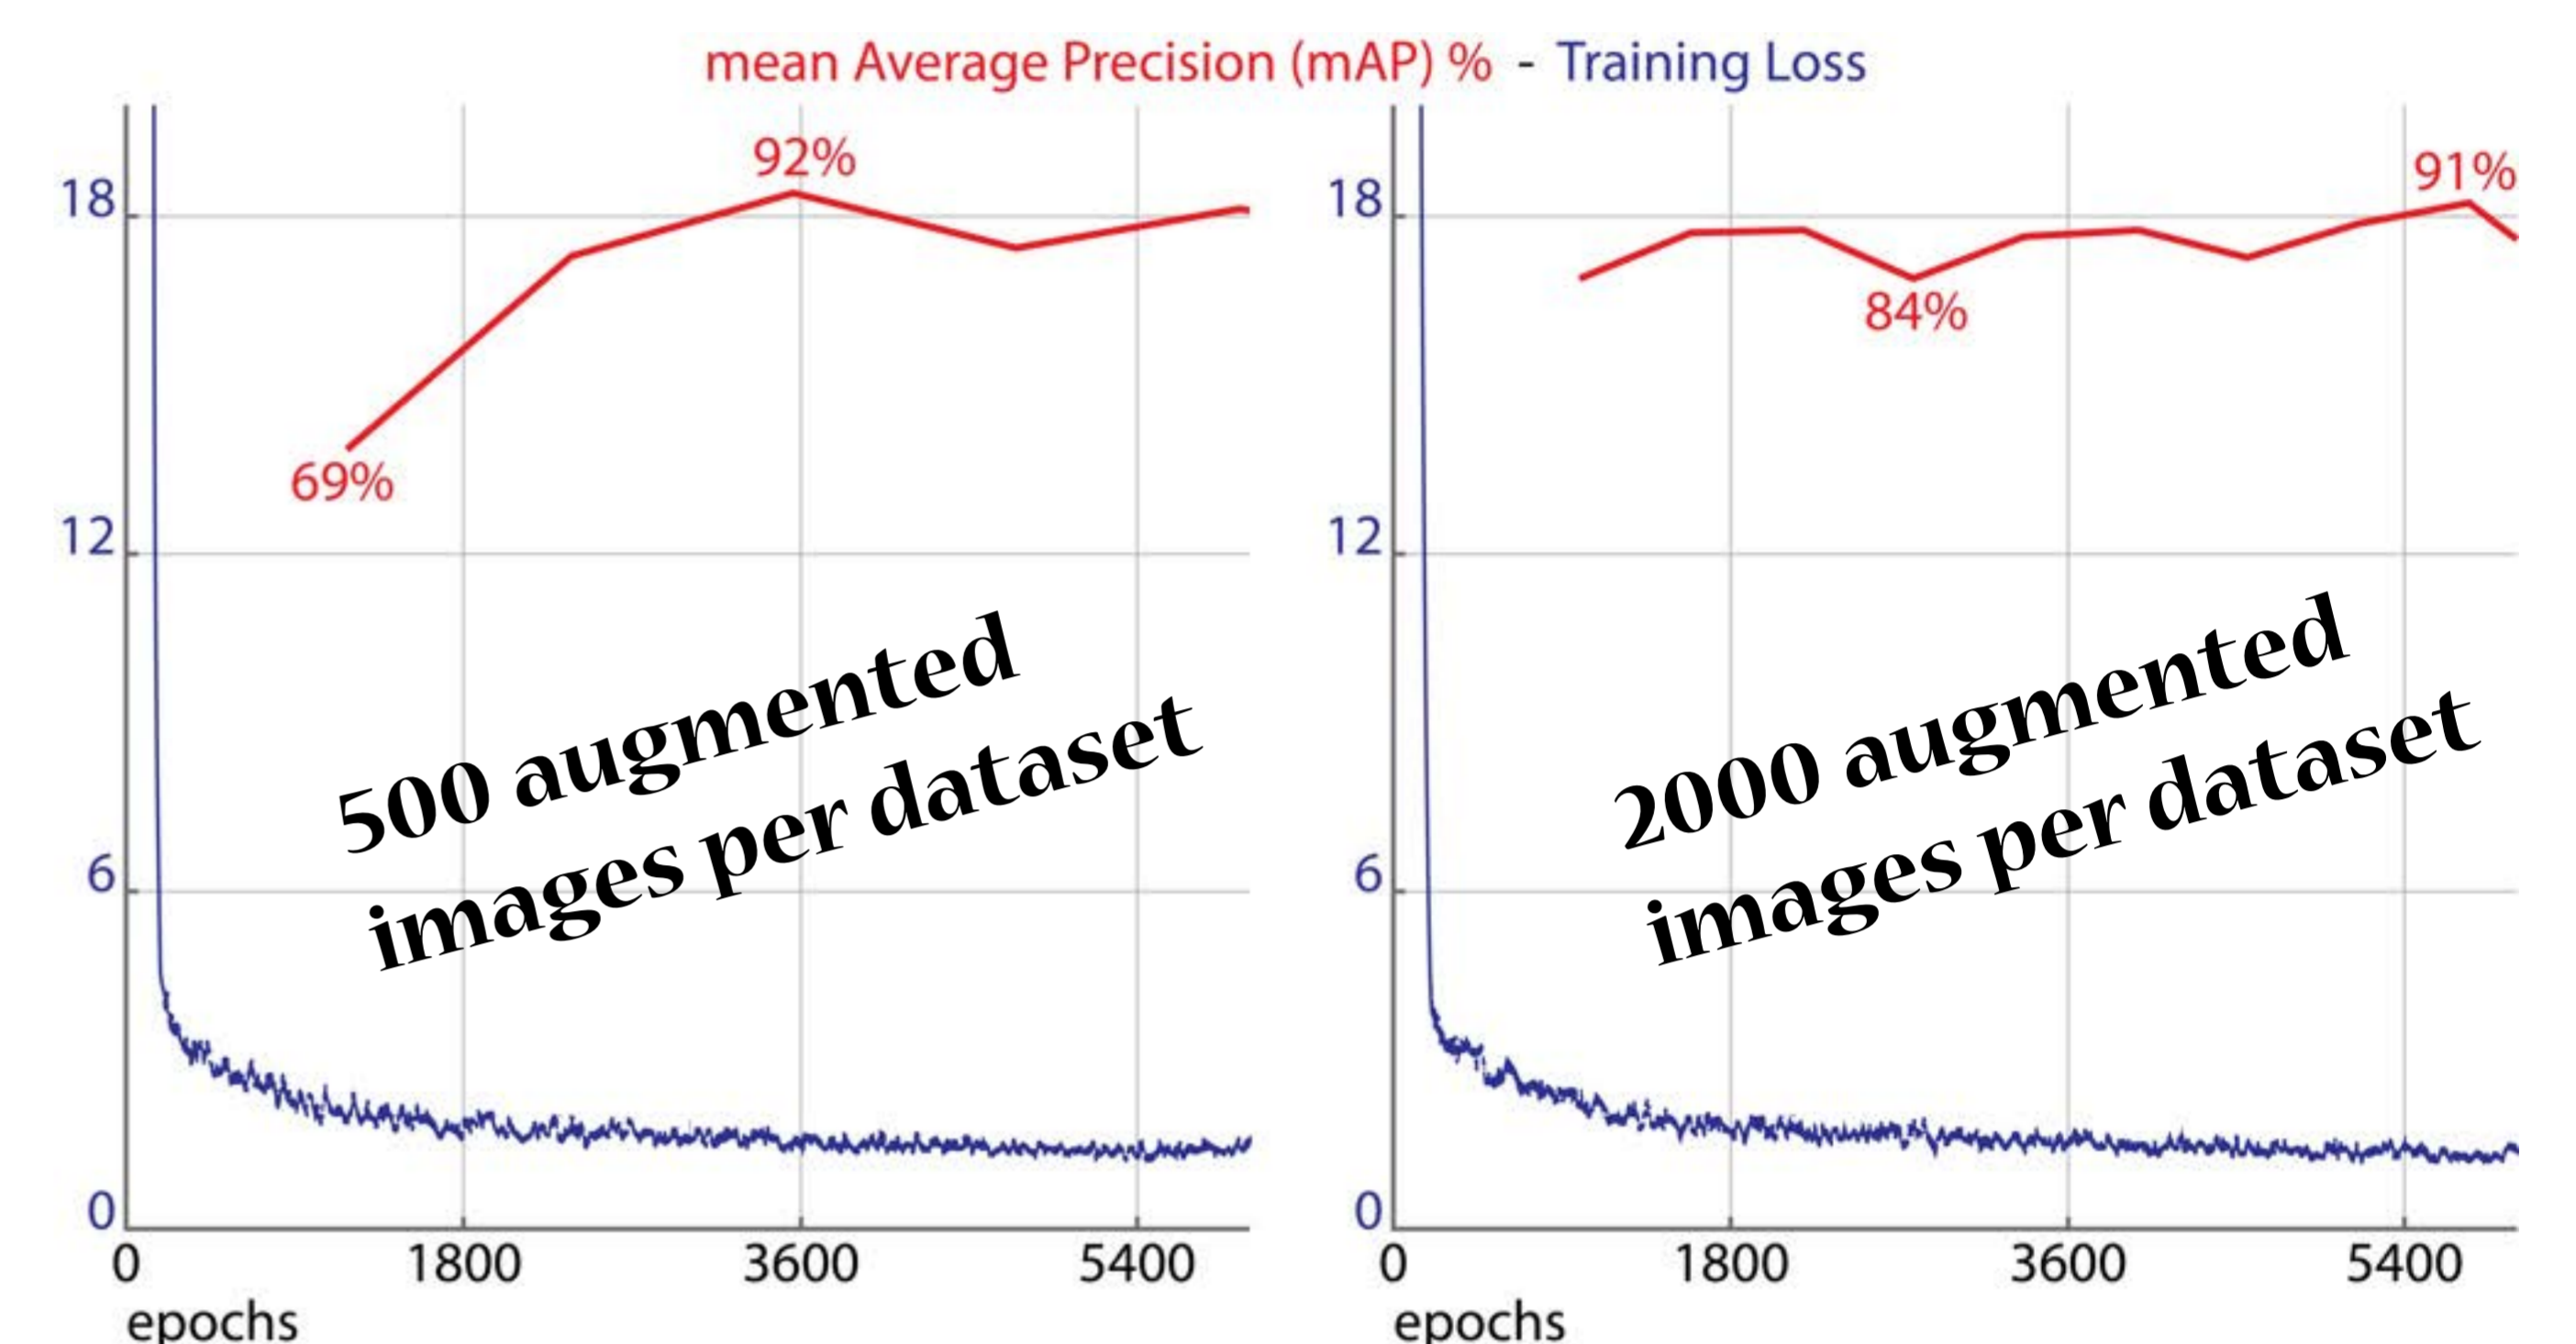 mean Average Precision (mAP) % - Training Loss
92%
18
69%
12
500 augmented
images per dataset
6
0
0 1800 3600 5400
epochs
91%
18
84%
12
2000 augmented
images per dataset
6
0
0 1800 3600 5400
epochs